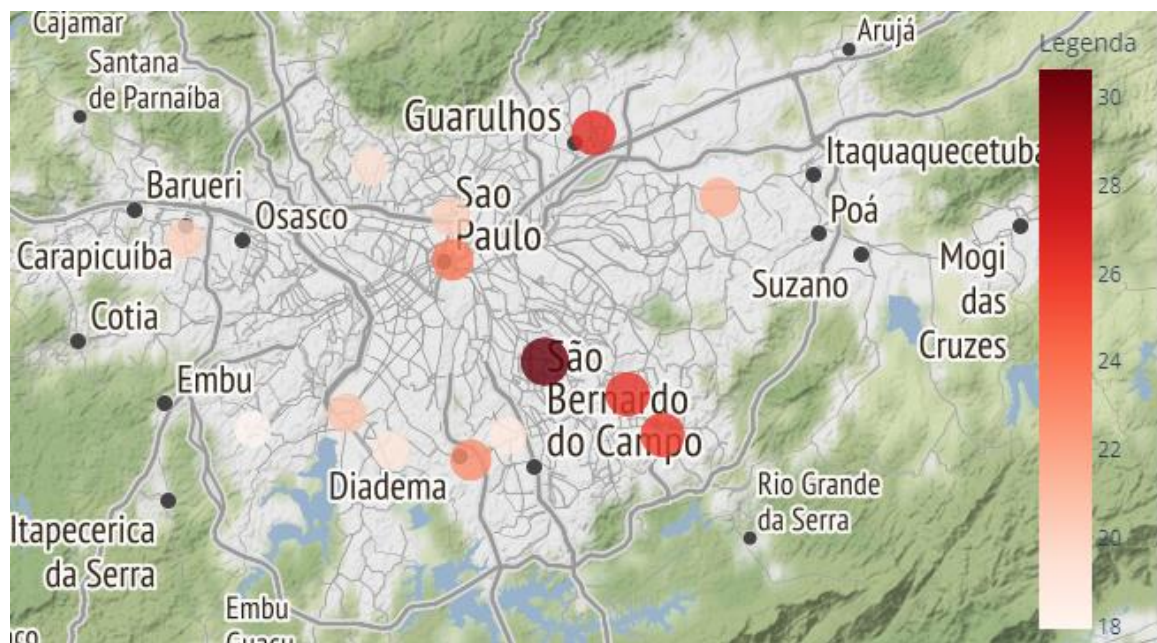 Cajamar
Santana
de Parnaíba
Arujá
Legenda
Guarulhos
30
Itaquaquecetuba
28
Barueri
Sao
Paulo
Osasco
Poá
Carapicuíba
Mogi
das
Cruzes
26
Suzano
Cotia
São
Bernardo
do Campo
24
Embu
22
Diadema
Rio Grande
da Serra
Itapecerica
da Serra
20
Embu
Guaçu
18